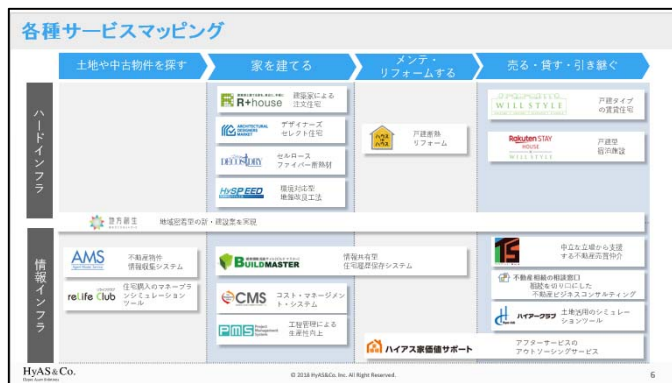 各種サービスマッピング
土地や中古物件を探す
家を建てる
メンテ・
リフォームする
売る・貸す・引き継ぐ
ハードインフラ
R+house
建築家による
注文住宅
ARCHITECTURAL
DESIGNERS
MARKET
デザイナーズ
セレクト住宅
DECOSDRY
セルロース
ファイバー断熱材
HySPEED
環境対応型
地盤改良工法
戸建断熱
リフォーム
WILL STYLE
戸建タイプ
の賃貸住宅
Rakuten STAY
HOUSE
×
WILL STYLE
戸建型
宿泊施設
地域密着型の新・建設業を実現
情報インフラ
AMS
不動産物件
情報収集システム
reLife Club
住宅購入のマネープラ
ンシミュレーション
ツール
BUILDMASTER
情報共有型
住宅履歴保存システム
CMS
コスト・マネージメン
ト・システム
PMS
Project
Management
System
工程管理による
生産性向上
中立な立場から支援
する不動産売買仲介
不動産相続の相談窓口
相続を切り口にした
不動産ビジネスコンサルティング
ハイアークラブ
土地活用のシミュレー
ションツール
ハイアス家価値サポート
アフターサービスの
アウトソーシングサービス
HyAS&Co.
© 2018 HyAS&Co. Inc. All Right Reserved.
6